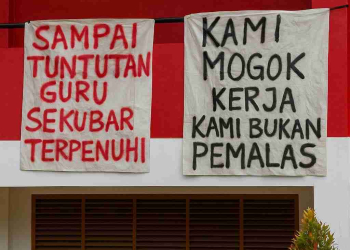 SAMPAI
TUNTUTAN
GURU
SEKUBAR
TERPENUHI
KAMI
MOGOK
KERJA
KAMI BUKAN
PEMALAS